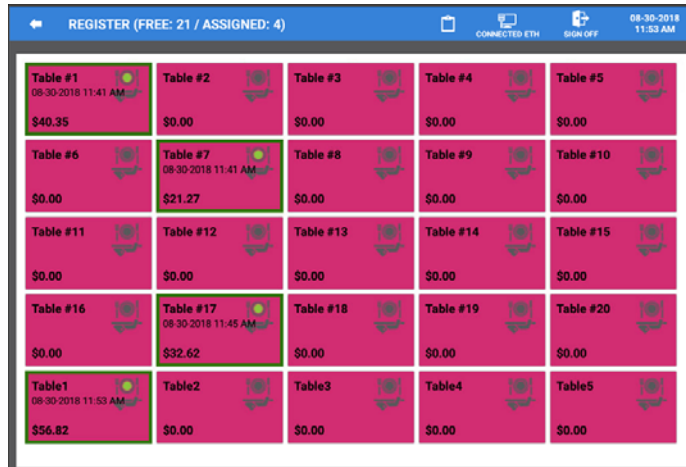 REGISTER (FREE: 21 / ASSIGNED: 4)
CONNECTED ETH
SIGN OFF
08-30-2018
11:53 AM
Table #1
08-30-2018 11:41 AM
$40.35
Table #2
$0.00
Table #3
$0.00
Table #4
$0.00
Table #5
$0.00
Table #6
$0.00
Table #7
08-30-2018 11:41 AM
$21.27
Table #8
$0.00
Table #9
$0.00
Table #10
$0.00
Table #11
$0.00
Table #12
$0.00
Table #13
$0.00
Table #14
$0.00
Table #15
$0.00
Table #16
$0.00
Table #17
08-30-2018 11:45 AM
$32.62
Table #18
$0.00
Table #19
$0.00
Table #20
$0.00
Table1
08-30-2018 11:53 AM
$56.82
Table2
$0.00
Table3
$0.00
Table4
$0.00
Table5
$0.00